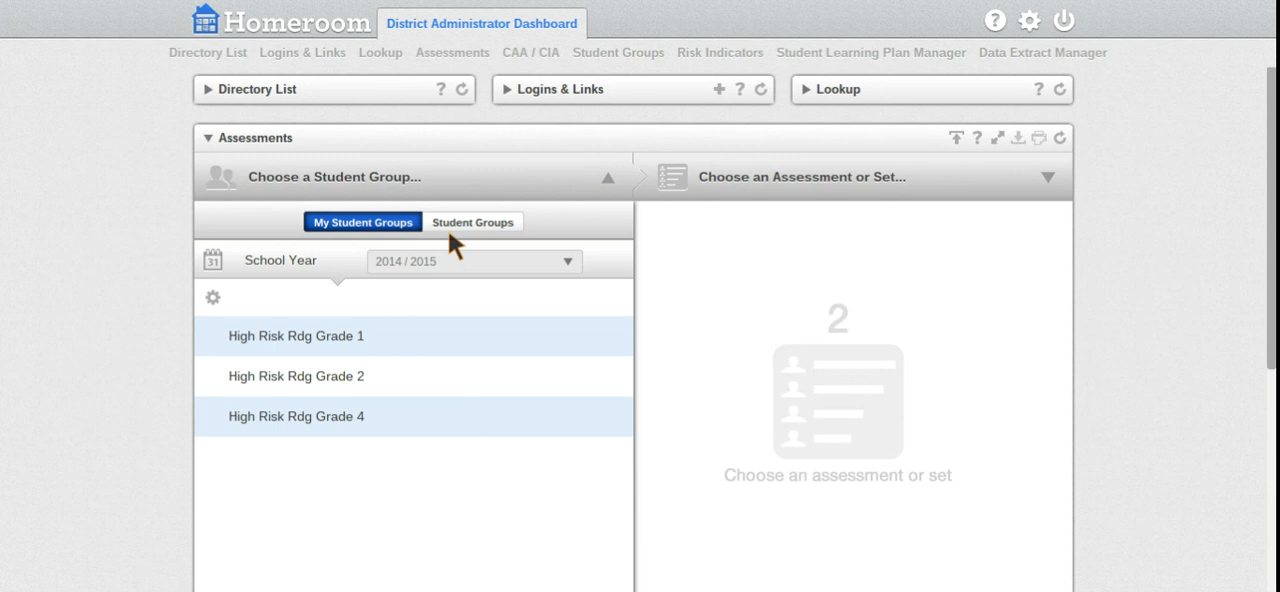 Homeroom District Administrator Dashboard ?
Directory List Logins & Links Lookup Assessments CAA / CIA Student Groups Risk Indicators Student Learning Plan Manager Data Extract Manager
Directory List ? Logins & Links + ? Lookup ?
Assessments ?
Choose a Student Group... Choose an Assessment or Set...
My Student Groups Student Groups
31 School Year 2014 / 2015
High Risk Rdg Grade 1
High Risk Rdg Grade 2
High Risk Rdg Grade 4
2
Choose an assessment or set